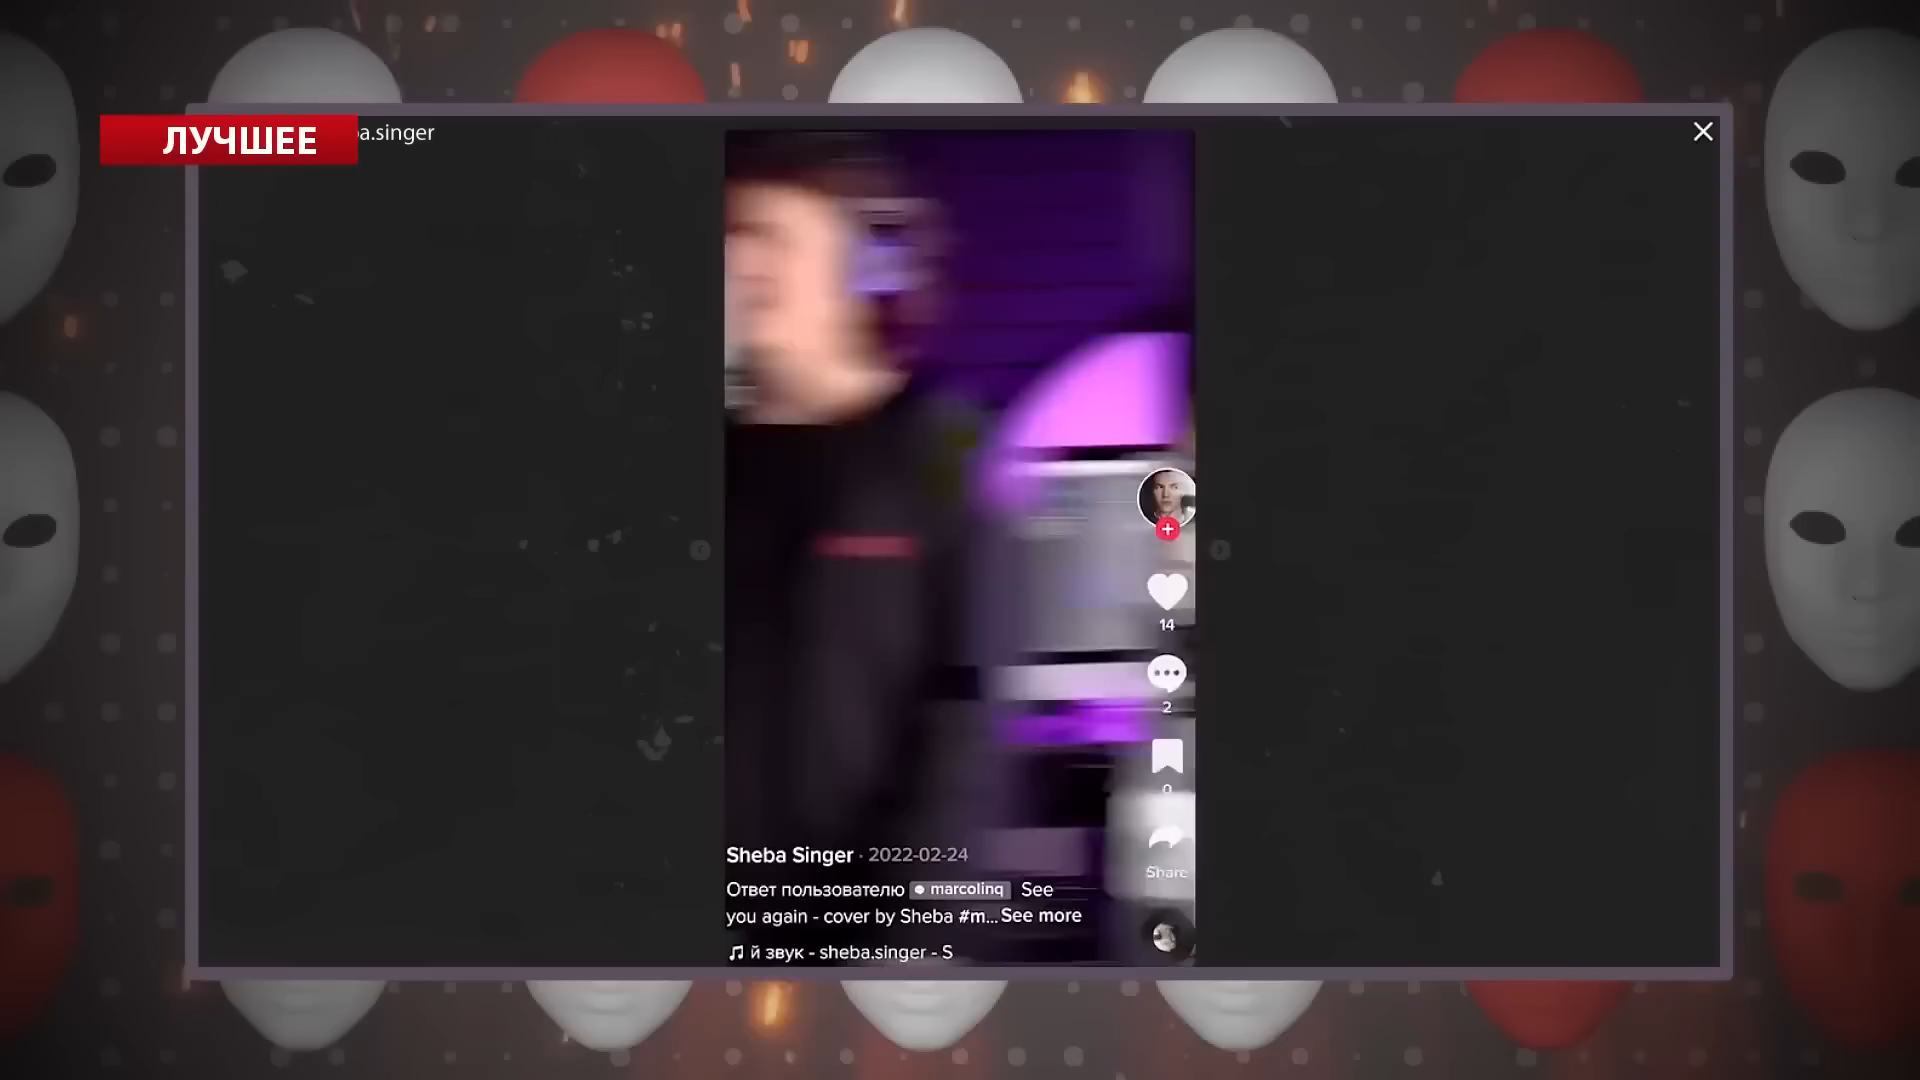 ЛУЧШЕЕ
a.singer
14
2
0
Share
Sheba Singer · 2022-02-24
Ответ пользователю marcolinq See
you again - cover by Sheba #m... See more
й звук - sheba.singer - S